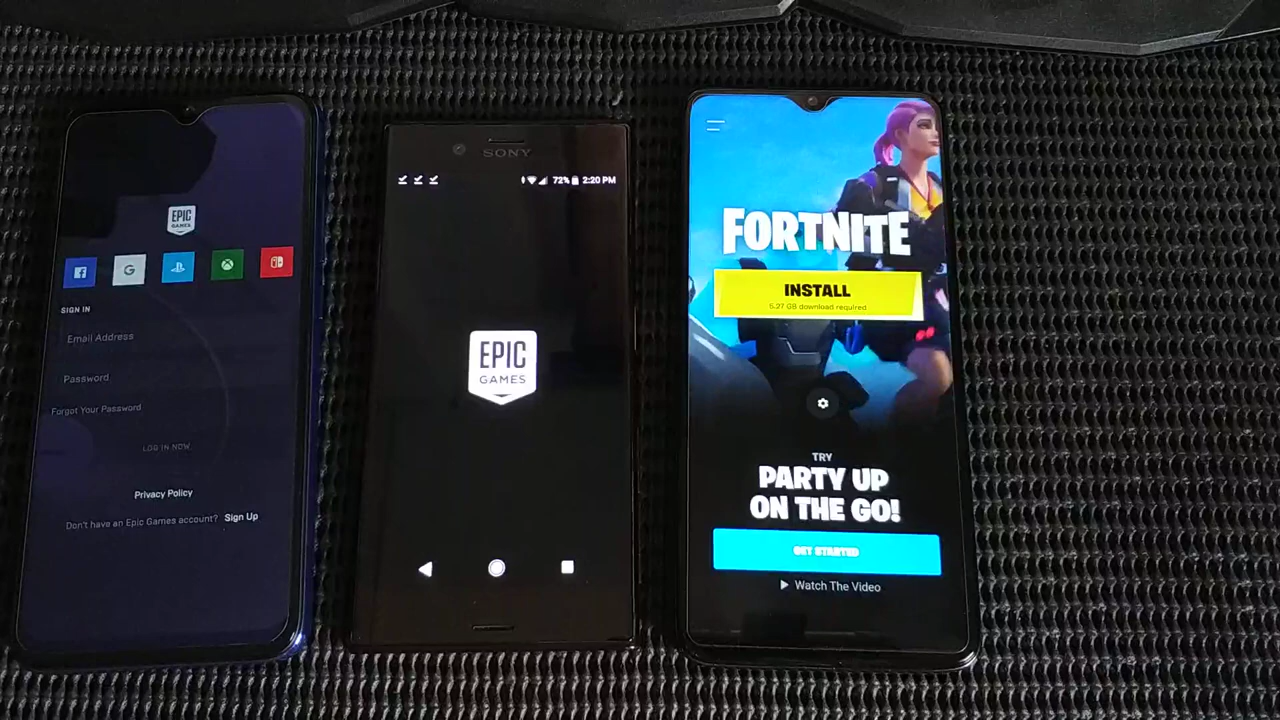 EPIC
GAMES
SIGN IN
Email Address
Password
Forgot Your Password
LOG IN NOW
Privacy Policy
Don't have an Epic Games account? Sign Up
SONY
72% 2:20 PM
EPIC
GAMES
FORTNITE
INSTALL
5.27 GB download required
TRY
PARTY UP
ON THE GO!
GET STARTED
Watch The Video